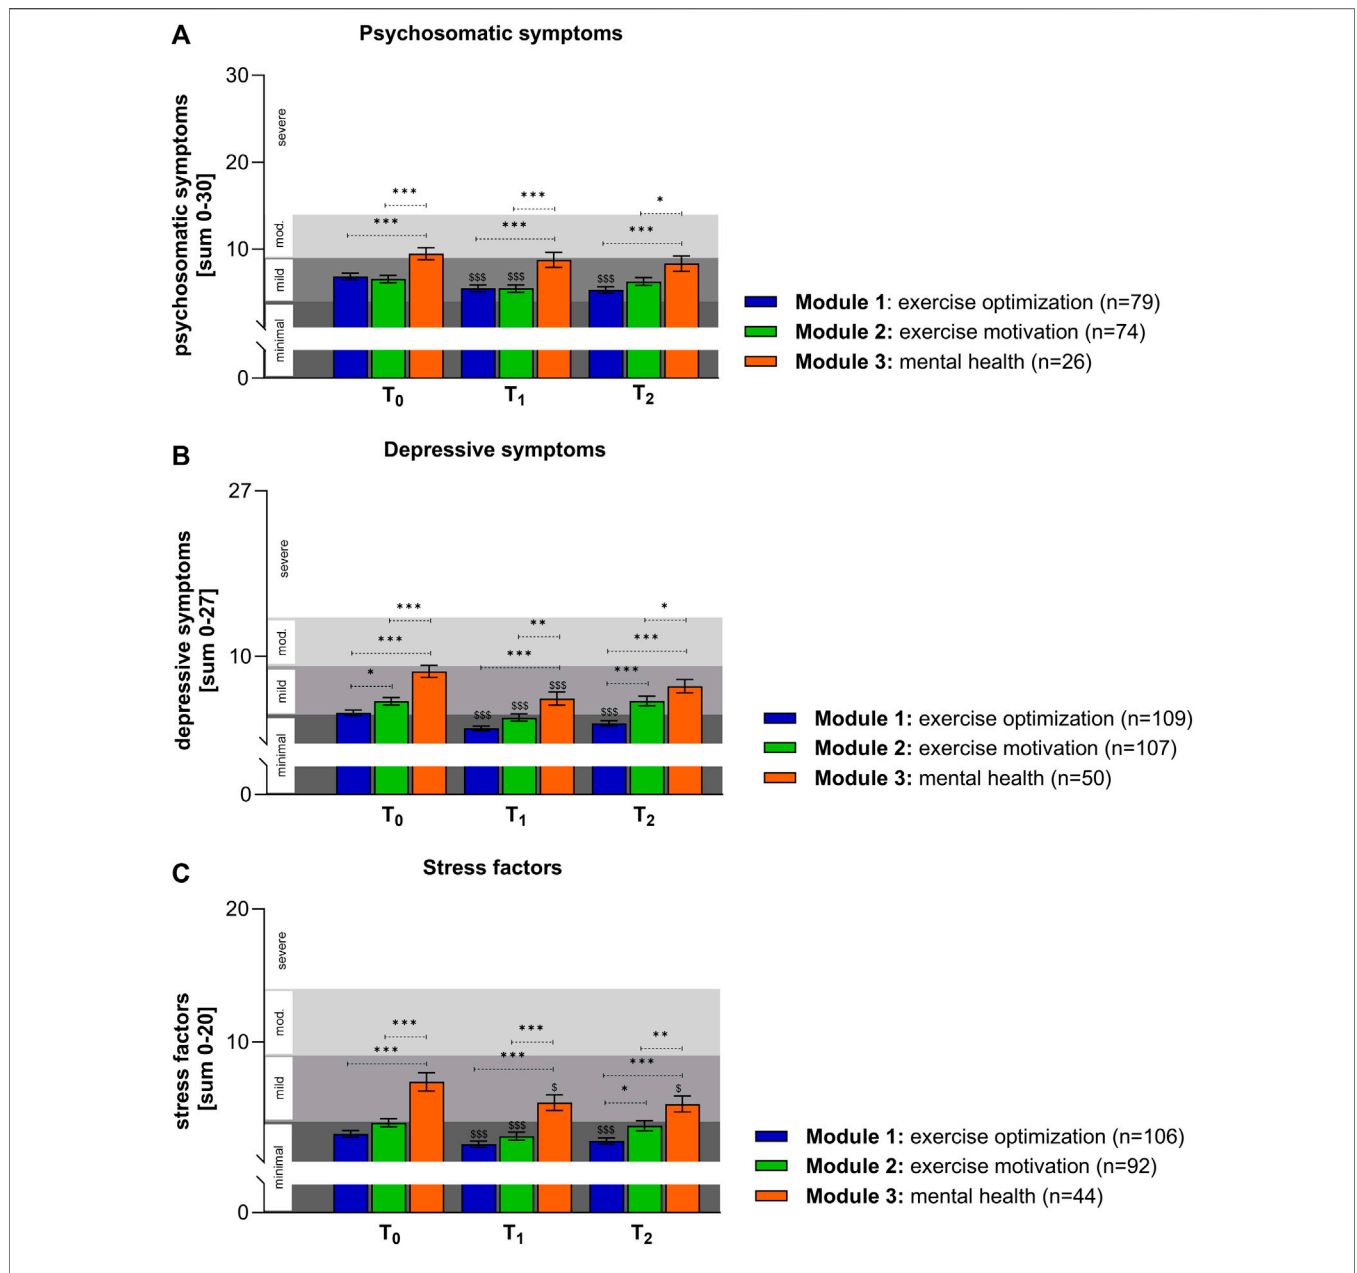 A
Psychosomatic symptoms
psychosomatic symptoms
[sum 0-30]
30
20
10
0
severe
mod.
mild
minimal
***
***
***
***
*
***
$$$
$$$
$$$
T0
T1
T2
Module 1: exercise optimization (n=79)
Module 2: exercise motivation (n=74)
Module 3: mental health (n=26)
B
Depressive symptoms
depressive symptoms
[sum 0-27]
27
10
0
severe
mod.
mild
minimal
***
***
*
**
***
*
***
***
$$$
$$$
$$$
$$$
T0
T1
T2
Module 1: exercise optimization (n=109)
Module 2: exercise motivation (n=107)
Module 3: mental health (n=50)
C
Stress factors
stress factors
[sum 0-20]
20
10
0
severe
mod.
mild
minimal
***
***
***
***
**
***
*
$$$
$$$
$
$$$
$
T0
T1
T2
Module 1: exercise optimization (n=106)
Module 2: exercise motivation (n=92)
Module 3: mental health (n=44)